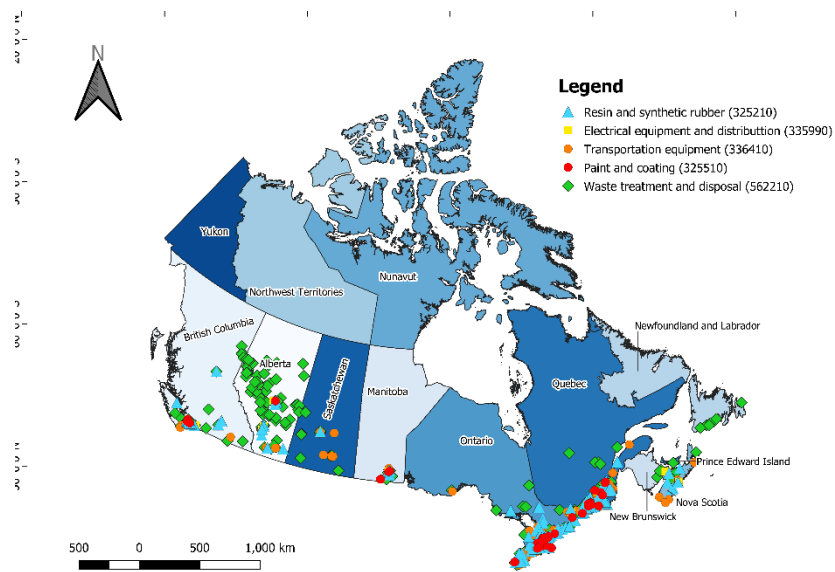 N
Legend
Resin and synthetic rubber (325210)
Electrical equipment and distributtion (335990)
Transportation equipment (336410)
Paint and coating (325510)
Waste treatment and disposal (562210)
Yukon
Northwest Territories
Nunavut
British Columbia
Alberta
Saskatchewan
Manitoba
Ontario
Quebec
Newfoundland and Labrador
Prince Edward Island
Nova Scotia
New Brunswick
500 0 500 1,000 km